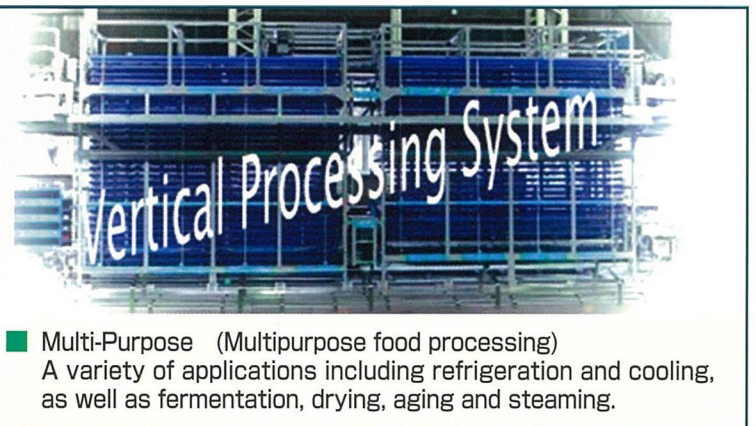 Vertical Processing System
Multi-Purpose (Multipurpose food processing)
A variety of applications including refrigeration and cooling,
as well as fermentation, drying, aging and steaming.